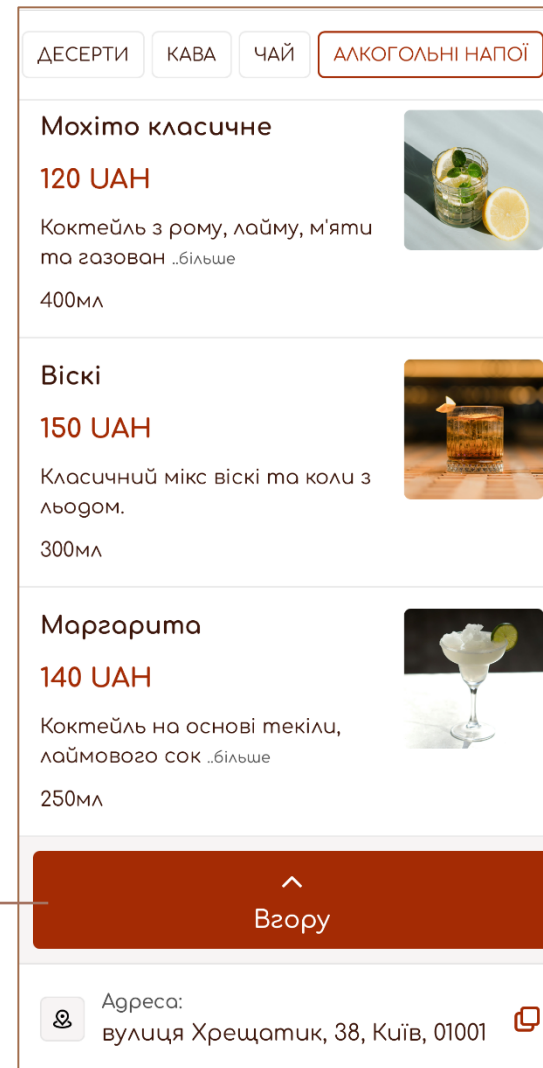 ДЕСЕРТИ КАВА ЧАЙ АЛКОГОЛЬНІ НАПОЇ
Мохіто класичне
120 UAH
Коктейль з рому, лайму, м'яти
та газован ..більше
400мл
Віскі
150 UAH
Класичний мікс віскі та коли з
льодом.
300мл
Маргарита
140 UAH
Коктейль на основі текіли,
лаймового сок ..більше
250мл
Вгору
Адреса:
вулиця Хрещатик, 38, Київ, 01001